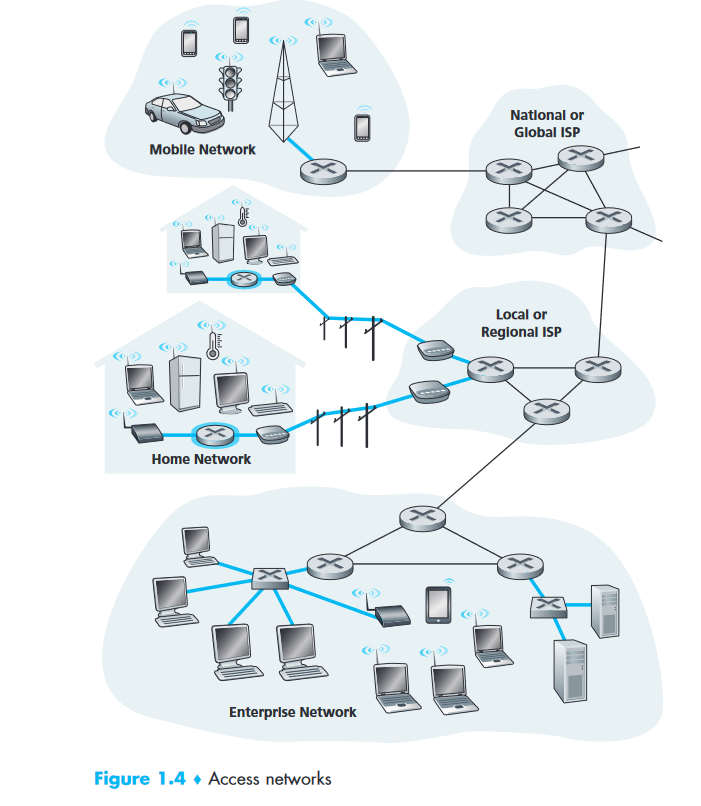 National or
Global ISP
Mobile Network
Local or
Regional ISP
Home Network
Enterprise Network
Figure 1.4 ♦ Access networks